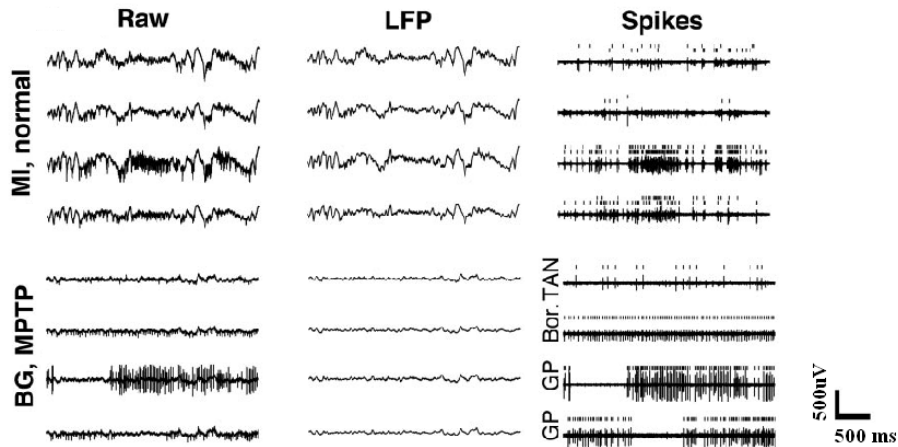 Raw
LFP
Spikes
MI, normal
BG, MPTP
TAN
Bor.
GP
GP
500uV
500 ms